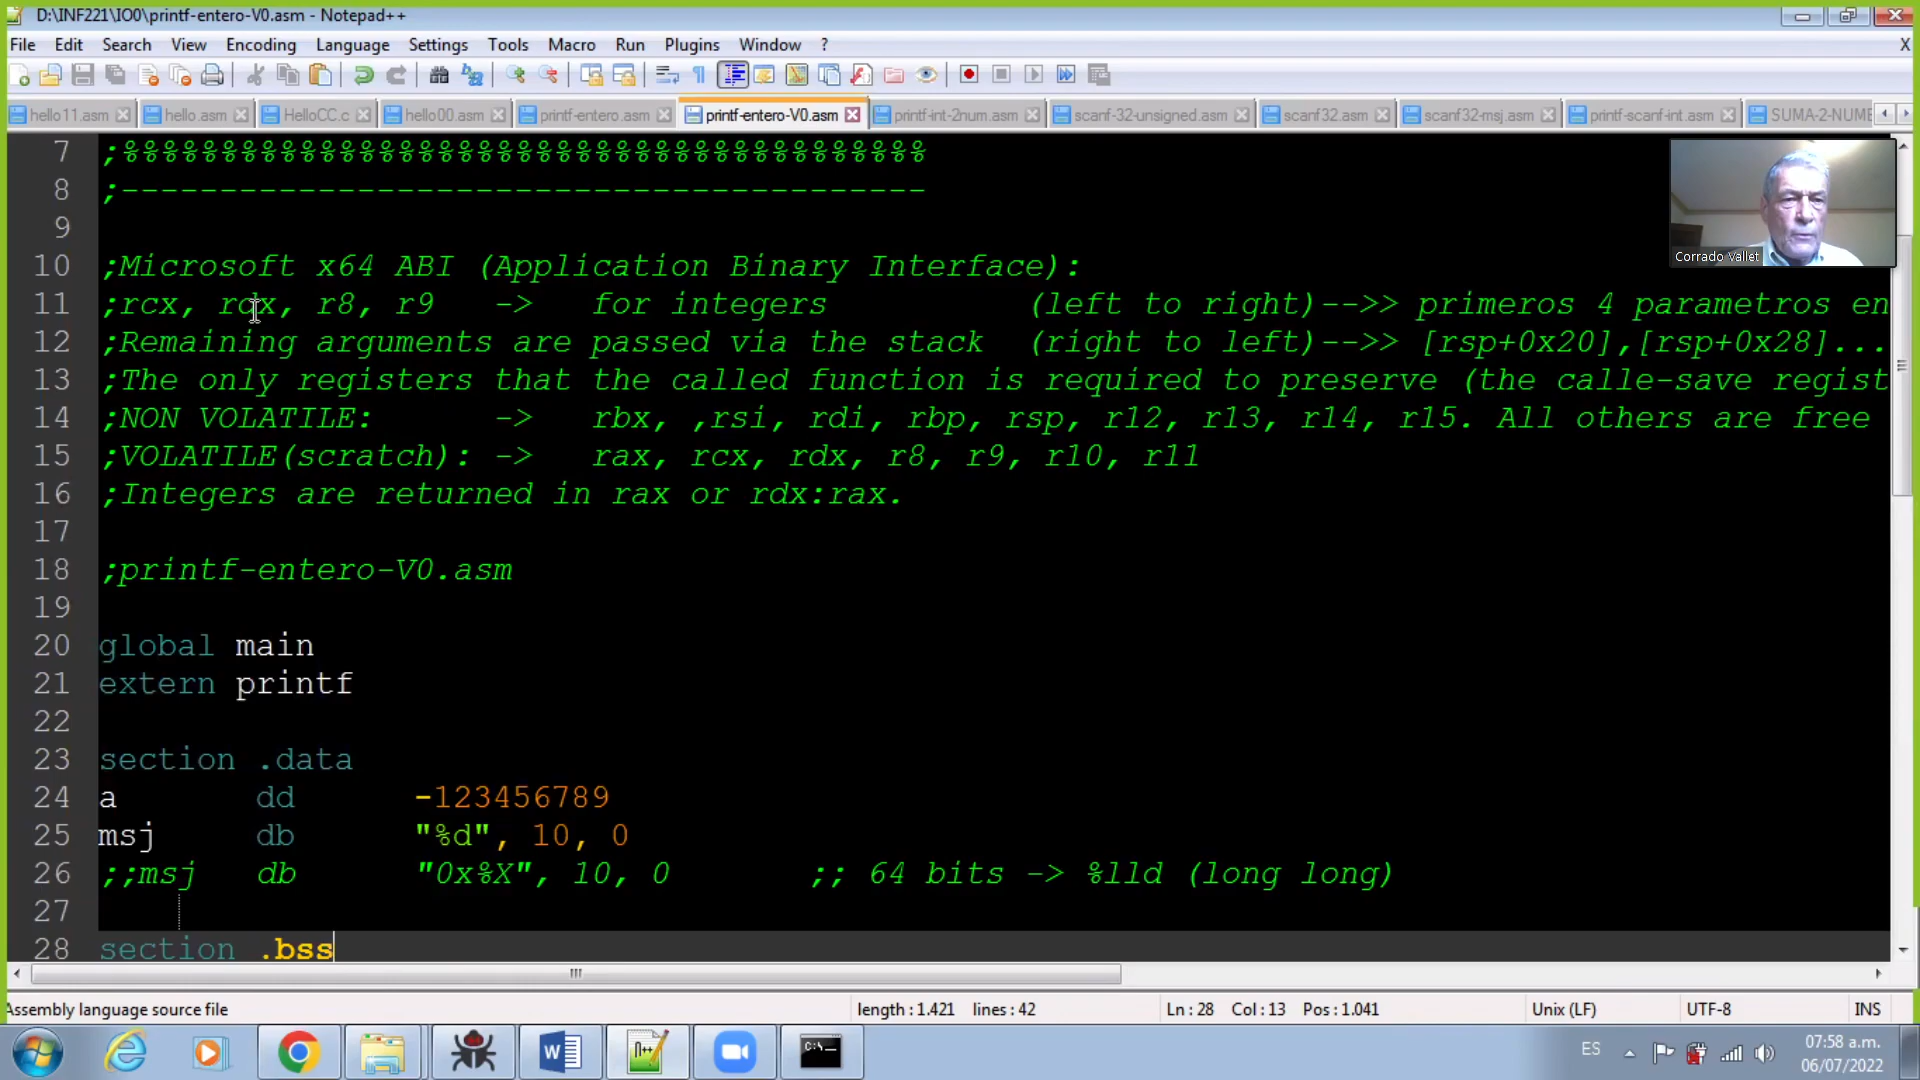 D:\INF221\IO0\printf-entero-V0.asm - Notepad++
File Edit Search View Encoding Language Settings Tools Macro Run Plugins Window ? X
hello11.asm hello.asm HelloCC.c hello00.asm printf-entero.asm printf-entero-V0.asm printf-int-2num.asm scanf-32-unsigned.asm scanf32.asm scanf32-msj.asm printf-scanf-int.asm SUMA-2-NUME
7 ;%%%%%%%%%%%%%%%%%%%%%%%%%%%%%%%%%%%%%%%%%
8 ;-----------------------------------------
9
10 ;Microsoft x64 ABI (Application Binary Interface):
11 ;rcx, rdx, r8, r9 -> for integers (left to right)-->> primeros 4 parametros en
12 ;Remaining arguments are passed via the stack (right to left)-->> [rsp+0x20],[rsp+0x28]...
13 ;The only registers that the called function is required to preserve (the calle-save regist
14 ;NON VOLATILE: -> rbx, ,rsi, rdi, rbp, rsp, r12, r13, r14, r15. All others are free
15 ;VOLATILE(scratch): -> rax, rcx, rdx, r8, r9, r10, r11
16 ;Integers are returned in rax or rdx:rax.
17
18 ;printf-entero-V0.asm
19
20 global main
21 extern printf
22
23 section .data
24 a dd -123456789
25 msj db "%d", 10, 0
26 ;;msj db "0x%X", 10, 0 ;; 64 bits -> %lld (long long)
27
28 section .bss
Corrado Vallet
Assembly language source file length : 1.421 lines : 42 Ln : 28 Col : 13 Pos : 1.041 Unix (LF) UTF-8 INS
ES 07:58 a.m.
06/07/2022